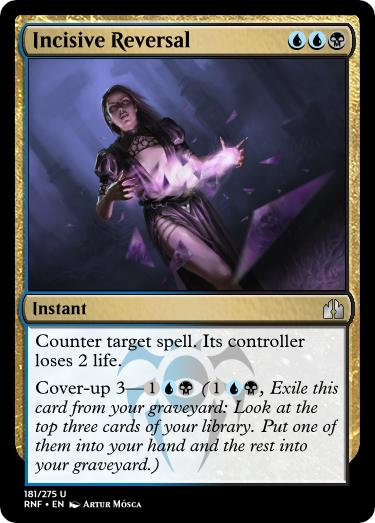 Incisive Reversal
Instant
Counter target spell. Its controller
loses 2 life.
Cover-up 3—1 (1, Exile this
card from your graveyard: Look at the
top three cards of your library. Put one of
them into your hand and the rest into
your graveyard.)
181/275 U
RNF • EN Artur Mósca